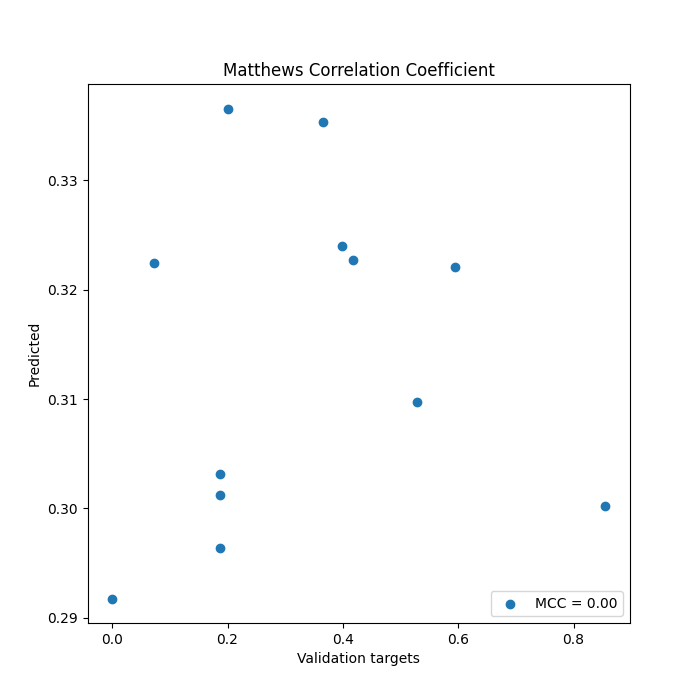 Matthews Correlation Coefficient
0.33
0.32
0.31
0.30
0.29
Predicted
0.0 0.2 0.4 0.6 0.8
Validation targets
MCC = 0.00